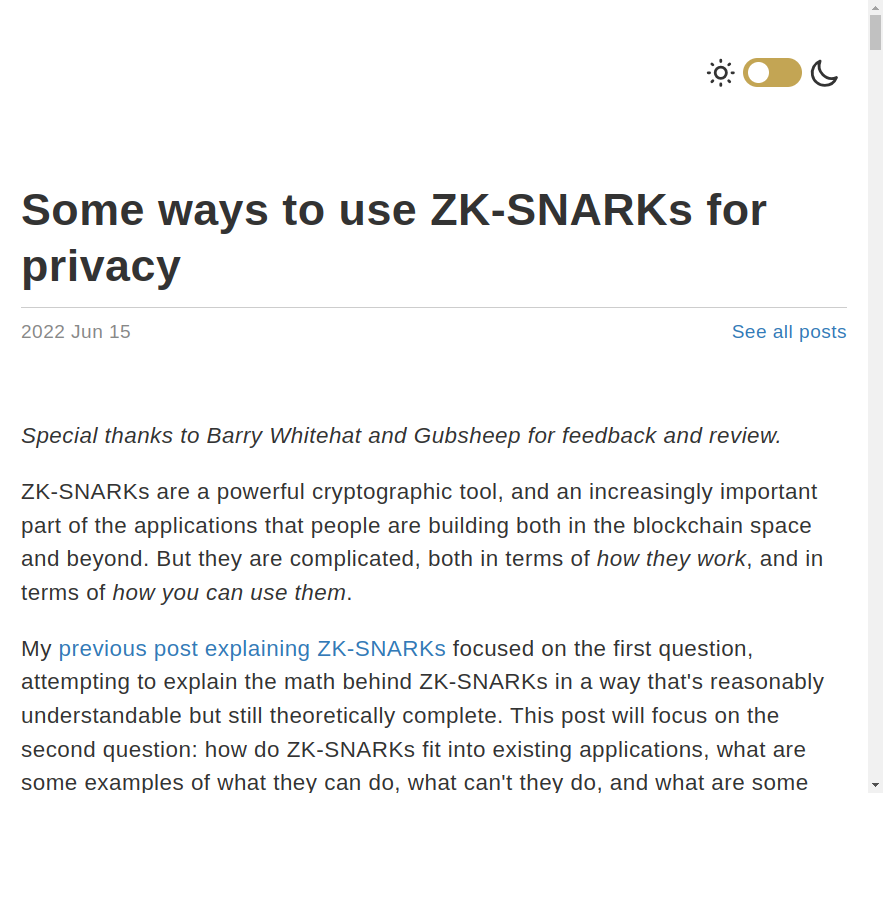 Some ways to use ZK-SNARKs for
privacy
2022 Jun 15
See all posts
Special thanks to Barry Whitehat and Gubsheep for feedback and review.
ZK-SNARKs are a powerful cryptographic tool, and an increasingly important
part of the applications that people are building both in the blockchain space
and beyond. But they are complicated, both in terms of how they work, and in
terms of how you can use them.
My previous post explaining ZK-SNARKs focused on the first question,
attempting to explain the math behind ZK-SNARKs in a way that's reasonably
understandable but still theoretically complete. This post will focus on the
second question: how do ZK-SNARKs fit into existing applications, what are
some examples of what they can do, what can't they do, and what are some